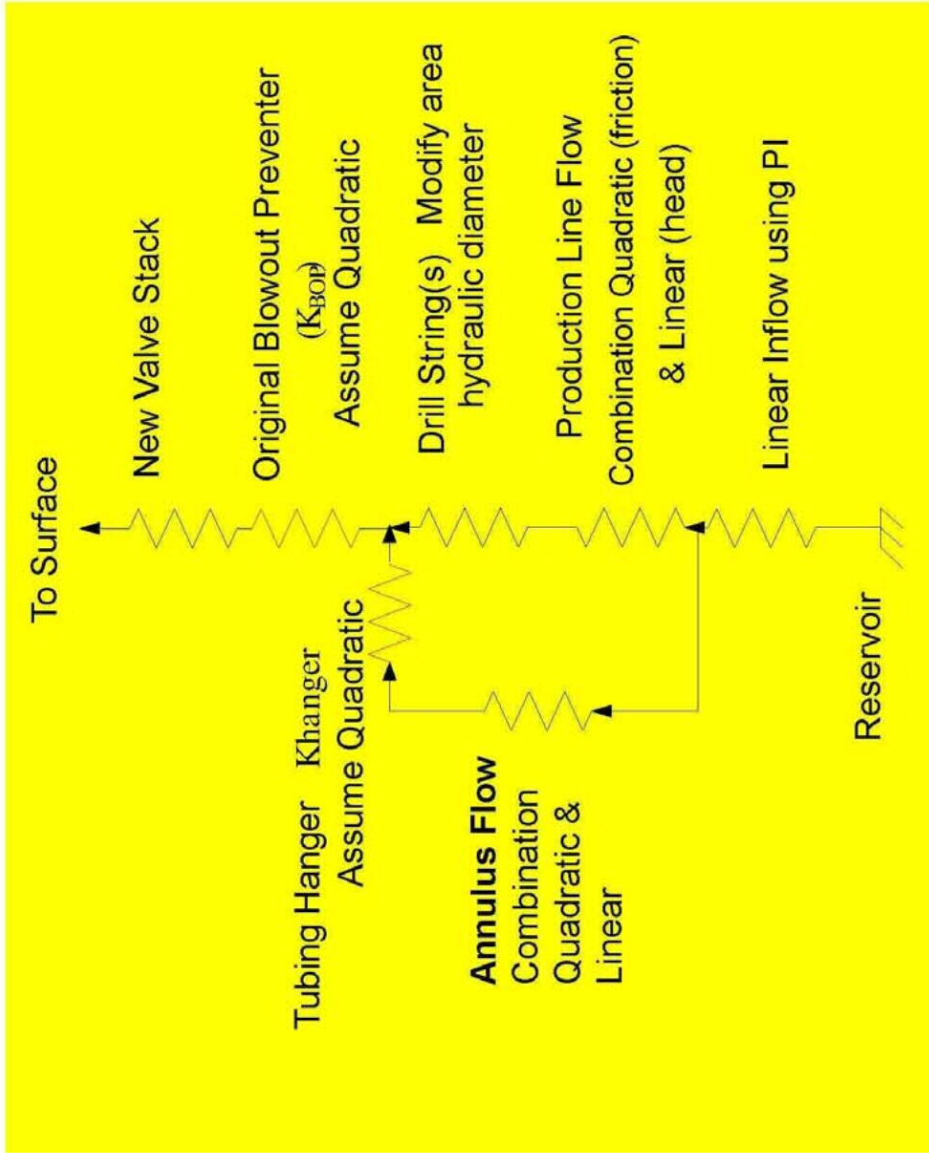 To Surface
New Valve Stack
Original Blowout Preventer
(K_BOP)
Assume Quadratic
Tubing Hanger Khanger
Assume Quadratic
Drill String(s) Modify area
hydraulic diameter
Annulus Flow
Combination
Quadratic &
Linear
Production Line Flow
Combination Quadratic (friction)
& Linear (head)
Linear Inflow using PI
Reservoir